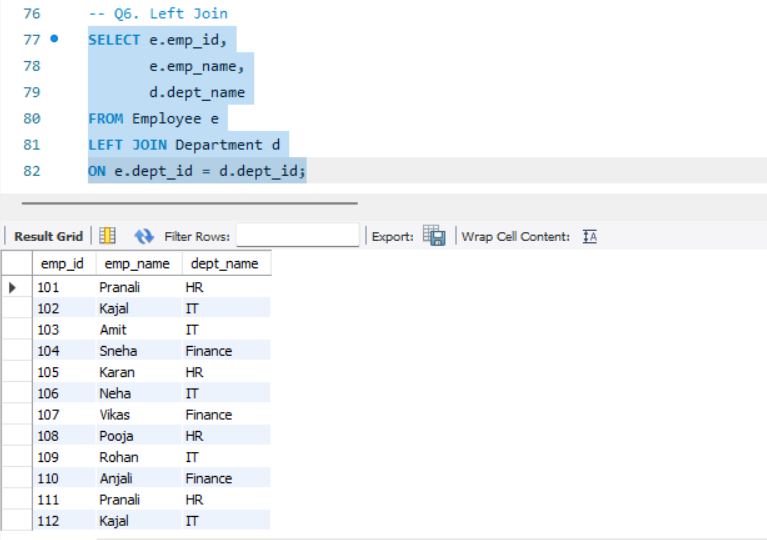 76 -- Q6. Left Join
77 SELECT e.emp_id,
78 e.emp_name,
79 d.dept_name
80 FROM Employee e
81 LEFT JOIN Department d
82 ON e.dept_id = d.dept_id;
Result Grid Filter Rows: Export: Wrap Cell Content: IA
emp_id emp_name dept_name
101 Pranali HR
102 Kajal IT
103 Amit IT
104 Sneha Finance
105 Karan HR
106 Neha IT
107 Vikas Finance
108 Pooja HR
109 Rohan IT
110 Anjali Finance
111 Pranali HR
112 Kajal IT